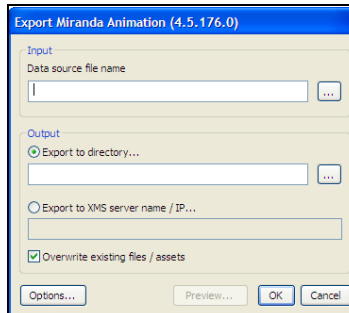 Export Miranda Animation (4.5.176.0)
Input
Data source file name
...
Output
Export to directory...
...
Export to XMS server name / IP...
Overwrite existing files / assets
Options... Preview... OK Cancel